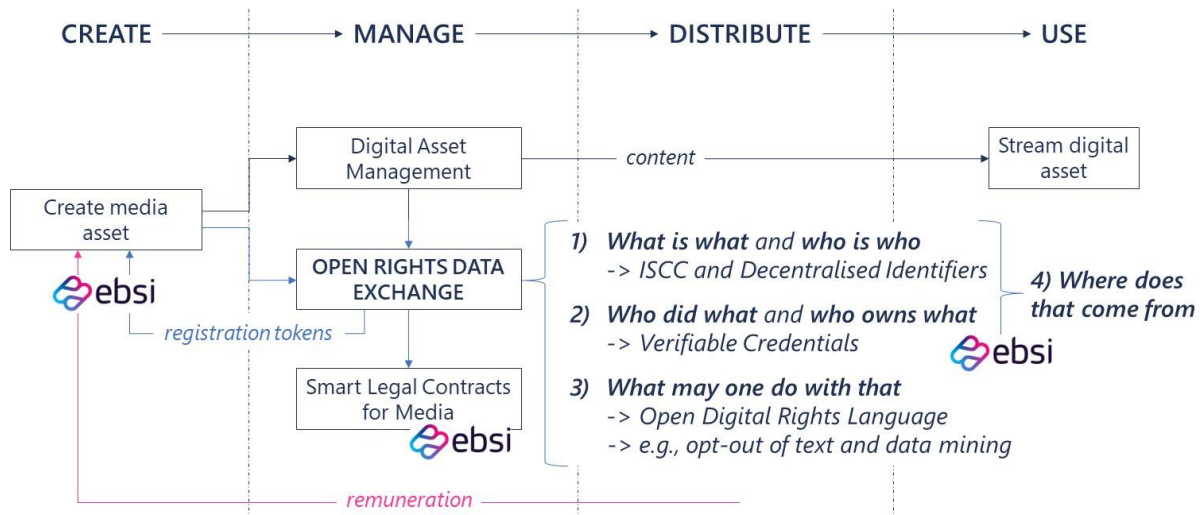 CREATE
MANAGE
DISTRIBUTE
USE
Digital Asset
Management
content
Stream digital
asset
Create media
asset
OPEN RIGHTS DATA
EXCHANGE
ebsi
registration tokens
Smart Legal Contracts
for Media
ebsi
1) What is what and who is who
-> ISCC and Decentralised Identifiers
2) Who did what and who owns what
-> Verifiable Credentials
3) What may one do with that
-> Open Digital Rights Language
-> e.g., opt-out of text and data mining
4) Where does
that come from
ebsi
remuneration